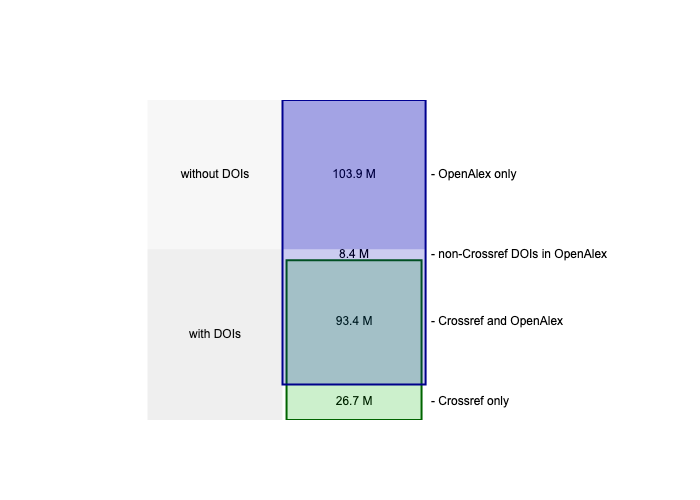 without DOIs 103.9 M - OpenAlex only
8.4 M - non-Crossref DOIs in OpenAlex
with DOIs 93.4 M - Crossref and OpenAlex
26.7 M - Crossref only